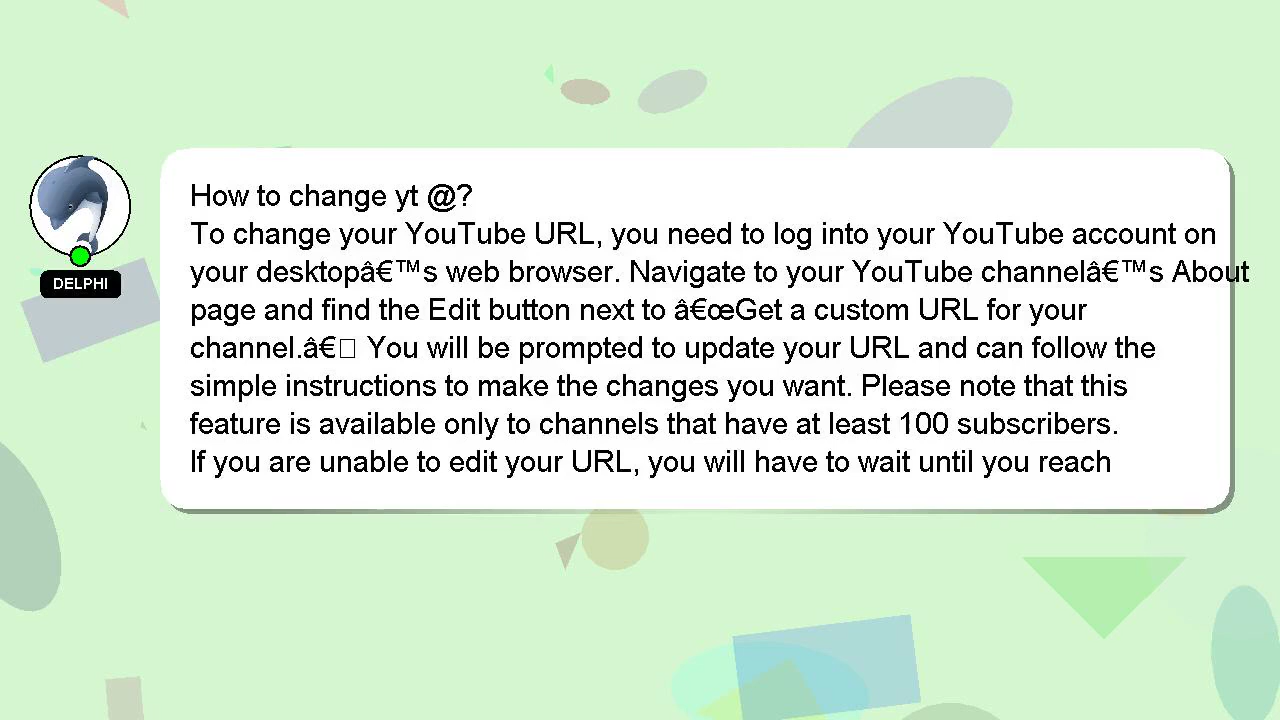 How to change yt @?
To change your YouTube URL, you need to log into your YouTube account on
your desktopâ€™s web browser. Navigate to your YouTube channelâ€™s About
page and find the Edit button next to â€œGet a custom URL for your
channel.â€□ You will be prompted to update your URL and can follow the
simple instructions to make the changes you want. Please note that this
feature is available only to channels that have at least 100 subscribers.
If you are unable to edit your URL, you will have to wait until you reach
DELPHI